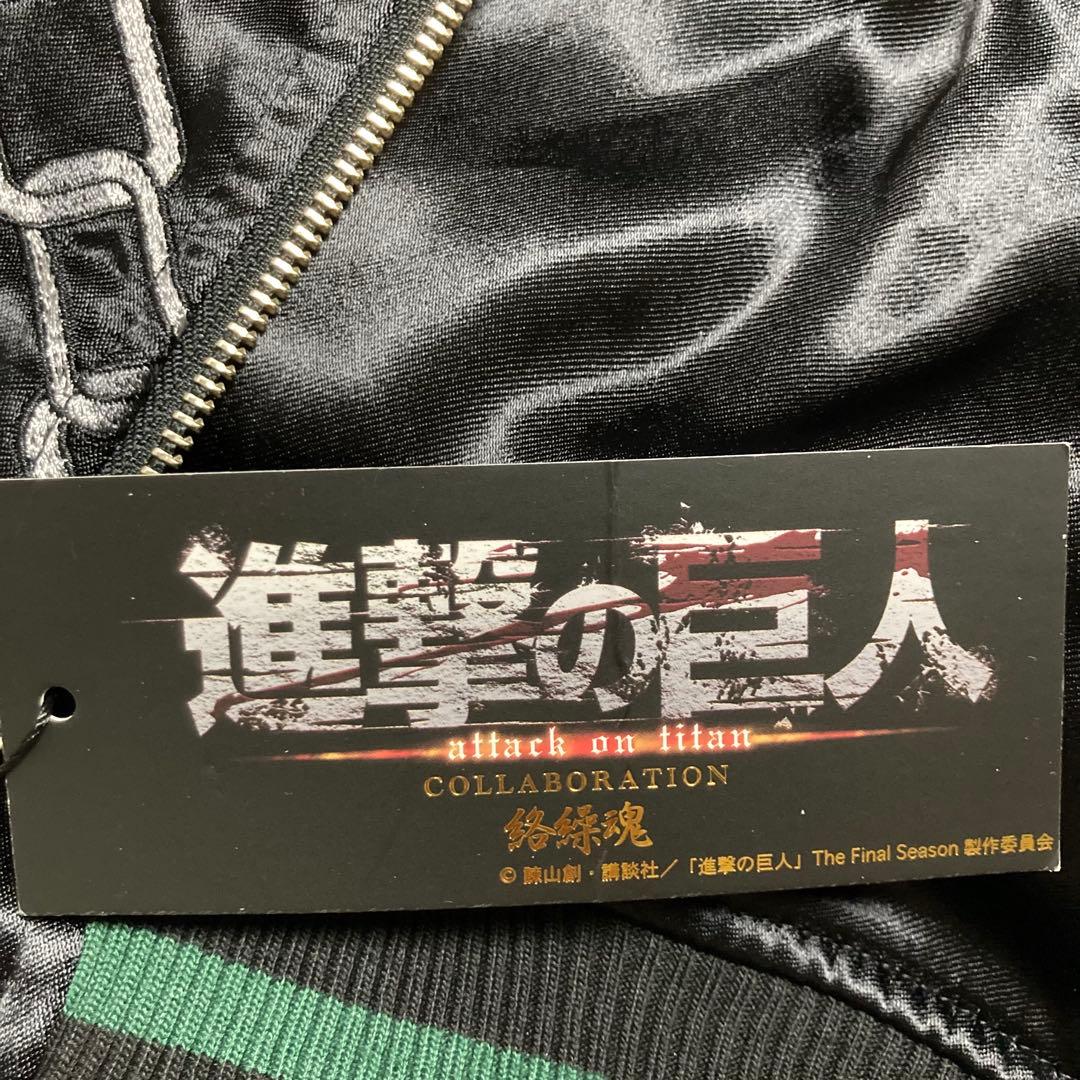 進撃の巨人
attack on titan
COLLABORATION
絡繰魂
©諫山創・講談社／「進撃の巨人」The Final Season 製作委員会